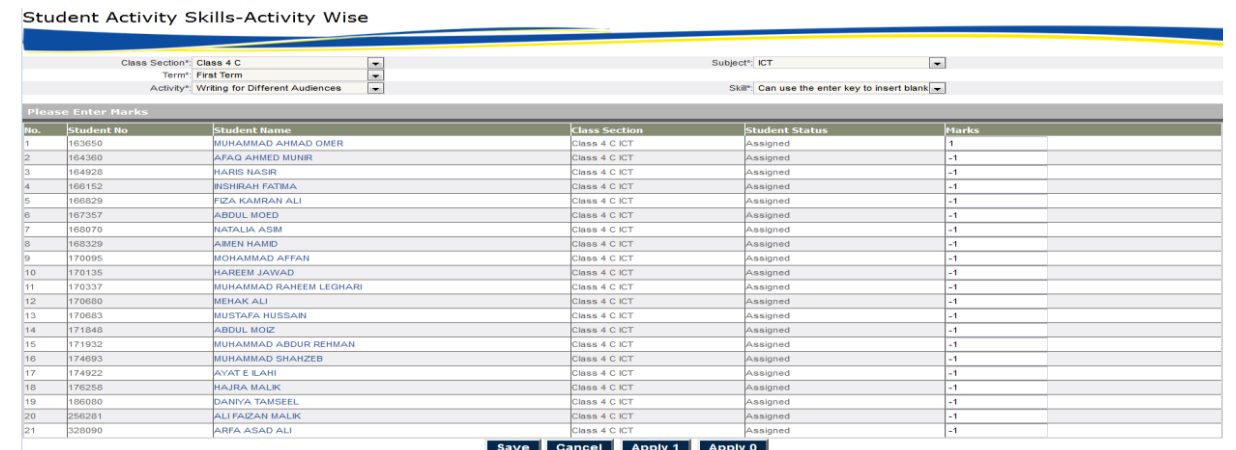 Student Activity Skills-Activity Wise
Class Section*: Class 4 C Subject*: ICT
Term*: First Term
Activity*: Writing for Different Audiences Skill*: Can use the enter key to insert blank
Please Enter Marks
No. Student No Student Name Class Section Student Status Marks
1 163650 MUHAMMAD AHMAD OMER Class 4 C ICT Assigned 1
2 164360 AFAQ AHMED MUNIR Class 4 C ICT Assigned -1
3 164928 HARIS NASIR Class 4 C ICT Assigned -1
4 166152 INSHIRAH FATIMA Class 4 C ICT Assigned -1
5 166829 FIZA KAMRAN ALI Class 4 C ICT Assigned -1
6 167357 ABDUL MOED Class 4 C ICT Assigned -1
7 168070 NATALIA ASIM Class 4 C ICT Assigned -1
8 168329 AIMEN HAMID Class 4 C ICT Assigned -1
9 170095 MOHAMMAD AFFAN Class 4 C ICT Assigned -1
10 170135 HAREEM JAWAD Class 4 C ICT Assigned -1
11 170337 MUHAMMAD RAHEEM LEGHARI Class 4 C ICT Assigned -1
12 170680 MEHAK ALI Class 4 C ICT Assigned -1
13 170683 MUSTAFA HUSSAIN Class 4 C ICT Assigned -1
14 171848 ABDUL MOIZ Class 4 C ICT Assigned -1
15 171932 MUHAMMAD ABDUR REHMAN Class 4 C ICT Assigned -1
16 174693 MUHAMMAD SHAHZEB Class 4 C ICT Assigned -1
17 174922 AYAT E ILAHI Class 4 C ICT Assigned -1
18 176258 HAJRA MALIK Class 4 C ICT Assigned -1
19 186080 DANIYA TAMSEEL Class 4 C ICT Assigned -1
20 256281 ALI FAIZAN MALIK Class 4 C ICT Assigned -1
21 328090 ARFA ASAD ALI Class 4 C ICT Assigned -1
Save Cancel Apply 1 Apply 0